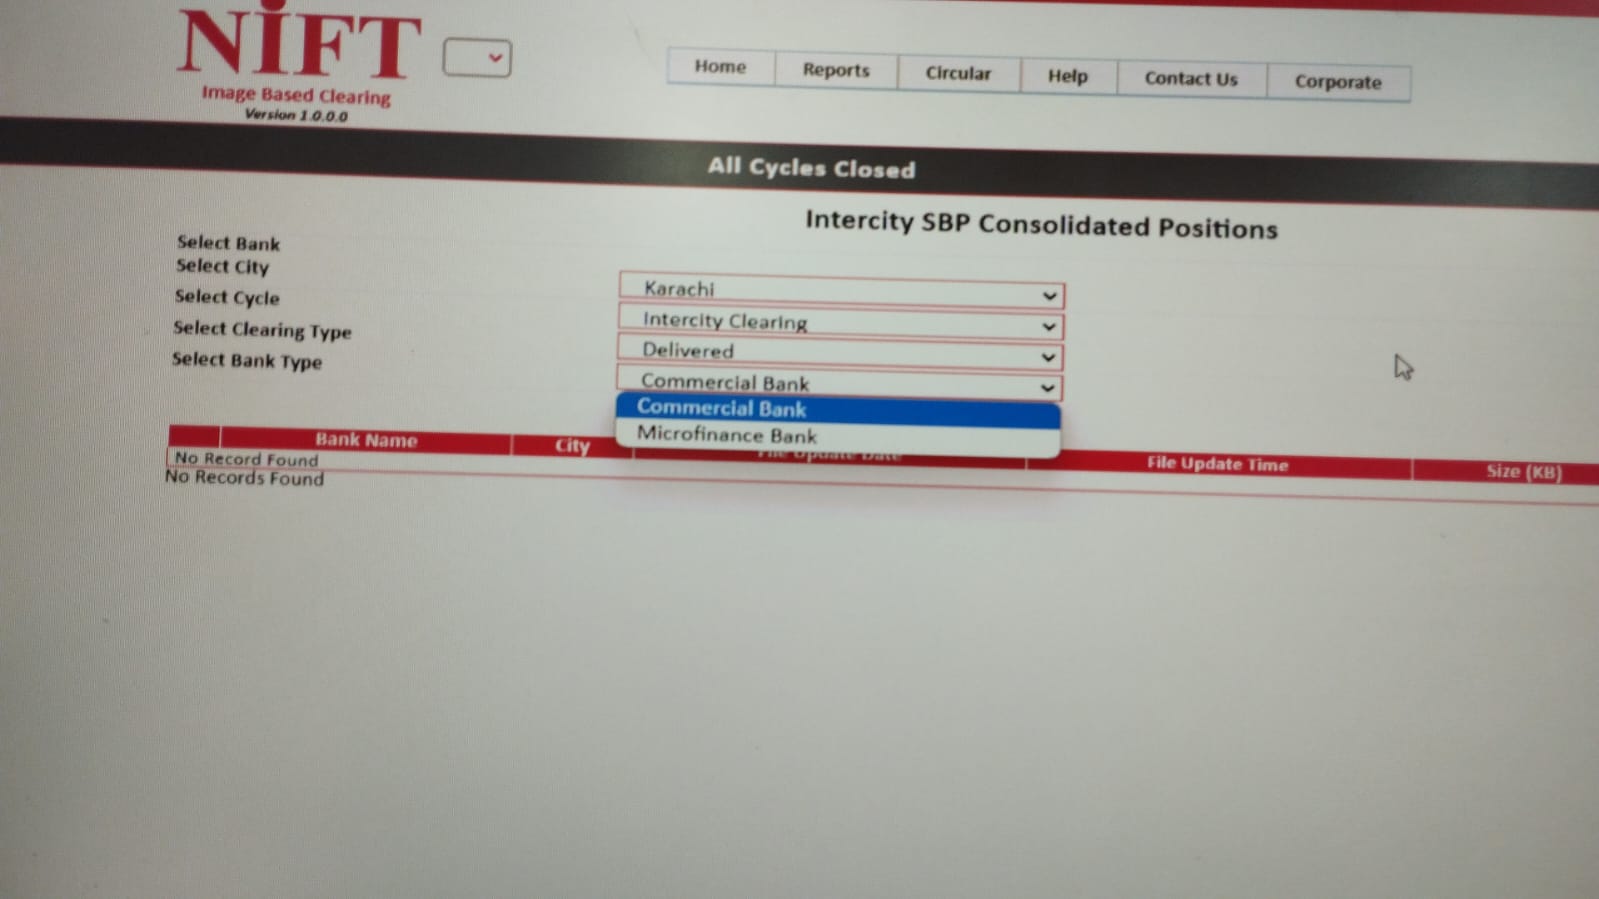 NIFT
Image Based Clearing
Version 1.0.0.0
Home Reports Circular Help Contact Us Corporate
All Cycles Closed
Intercity SBP Consolidated Positions
Select Bank
Select City
Karachi
Select Cycle
Intercity Clearing
Select Clearing Type
Delivered
Select Bank Type
Commercial Bank
Commercial Bank
Microfinance Bank
Bank Name City File Update Date File Update Time Size (KB)
No Record Found
No Records Found